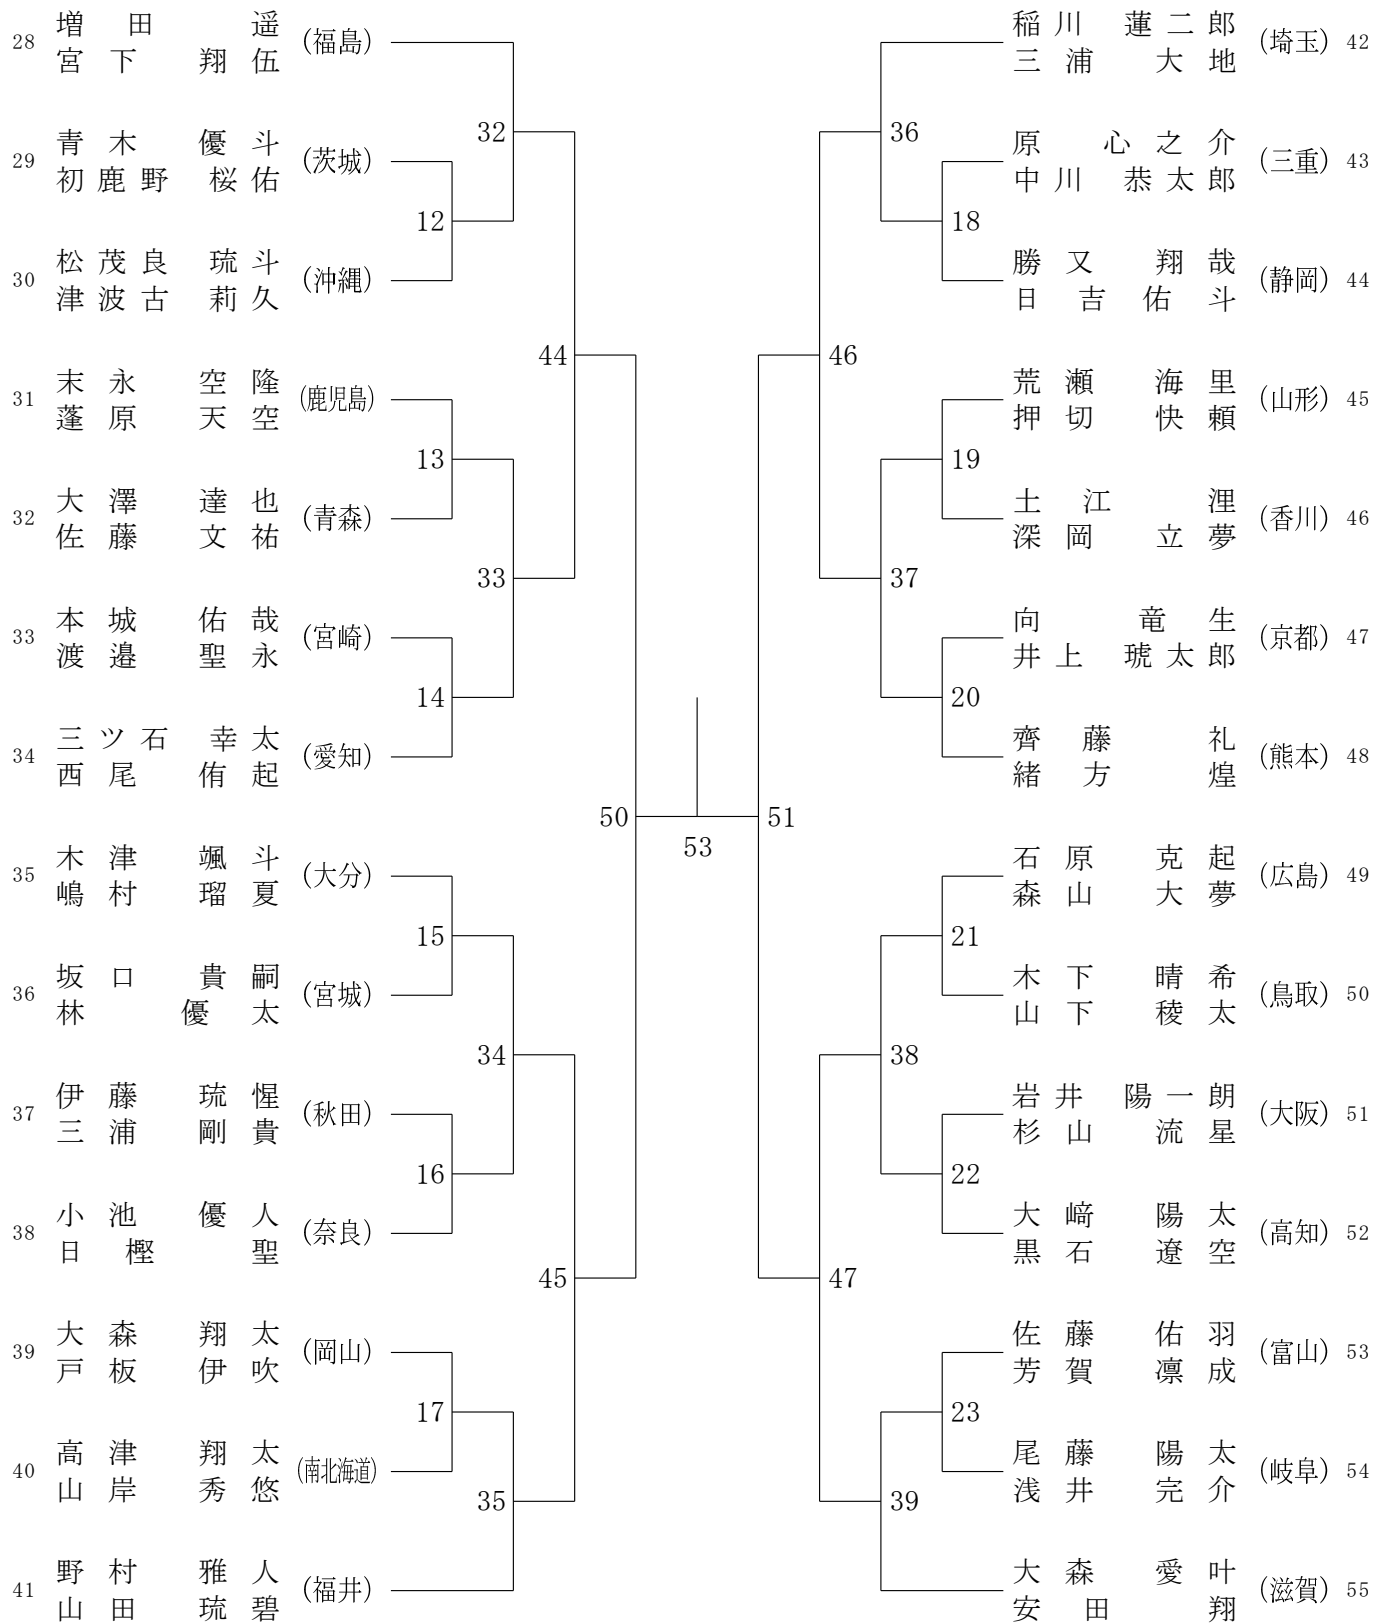 28 増田 遥 (福島)
宮下 翔伍
32
29 青木 優斗 (茨城)
初鹿野 桜佑
12
30 松茂良 琉斗 (沖縄)
津波古 莉久
44
31 末永 空隆 (鹿児島)
蓬原 天空
13
32 大澤 達也 (青森)
佐藤 文祐
33
33 本城 佑哉 (宮崎)
渡邉 聖永
14
34 三ツ石 幸太 (愛知)
西尾 侑起
50
35 木津 颯斗 (大分)
嶋村 瑠夏
15
36 坂口 貴嗣 (宮城)
林 優太
34
37 伊藤 琉惺 (秋田)
三浦 剛貴
16
38 小池 優人 (奈良)
日樫 聖
45
39 大森 翔太 (岡山)
戸板 伊吹
17
40 高津 翔太 (南北海道)
山岸 秀悠
35
41 野村 雅人 (福井)
山田 琉碧
53
稲川 蓮二郎 (埼玉) 42
三浦 大地
36
原 心之介 (三重) 43
中川 恭太郎
18
勝又 翔哉 (静岡) 44
日吉 佑斗
46
荒瀬 海里 (山形) 45
押切 快頼
19
土江 浬 (香川) 46
深岡 立夢
37
向 竜生 (京都) 47
井上 琥太郎
20
齊藤 礼 (熊本) 48
緒方 煌
51
石原 克起 (広島) 49
森山 大夢
21
木下 晴希 (鳥取) 50
山下 稜太
38
岩井 陽一朗 (大阪) 51
杉山 流星
22
大﨑 陽太 (高知) 52
黒石 遼空
47
佐藤 佑羽 (富山) 53
芳賀 凛成
23
尾藤 陽太 (岐阜) 54
浅井 完介
39
大森 愛叶 (滋賀) 55
安田 翔